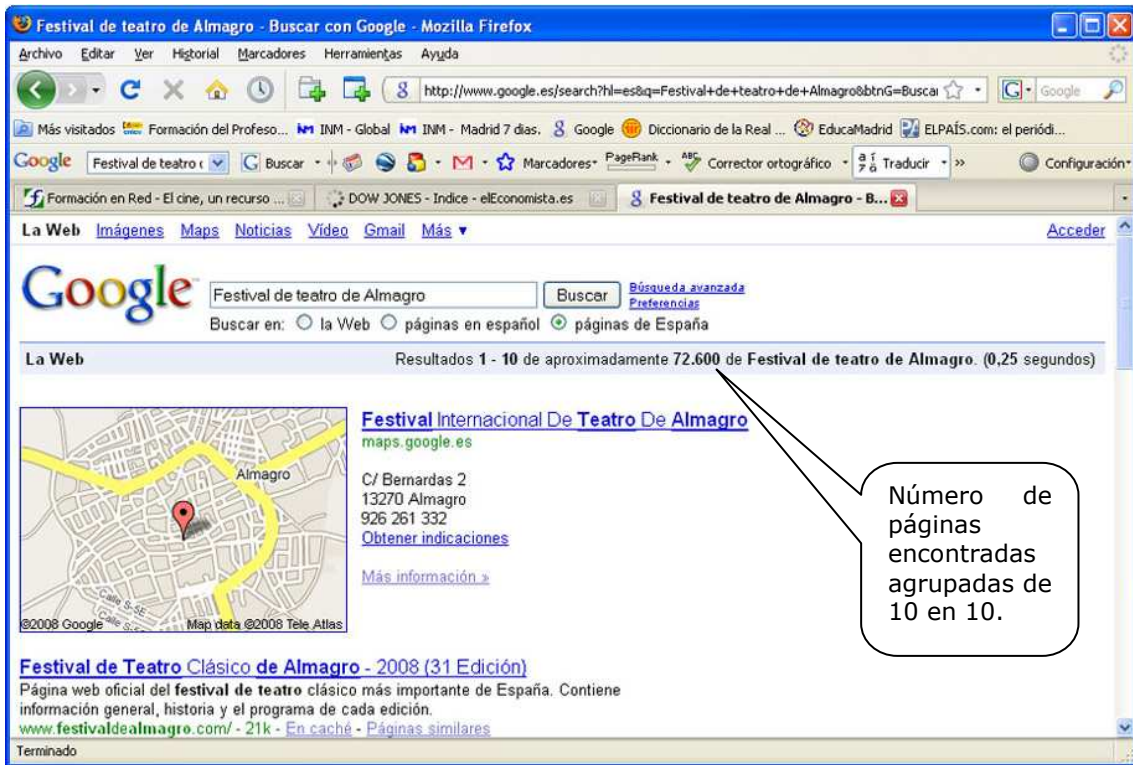 Festival de teatro de Almagro - Buscar con Google - Mozilla Firefox
Archivo Editar Ver Historial Marcadores Herramientas Ayuda
http://www.google.es/search?hl=es&q=Festival+de+teatro+de+Almagro&btnG=Buscar G Google
Más visitados Formación del Profeso... INM - Global INM - Madrid 7 dias. Google Diccionario de la Real ... EducaMadrid ELPAÍS.com: el periódi...
Google Festival de teatro G Buscar Marcadores PageRank Corrector ortográfico Traducir » Configuración
Formación en Red - El cine, un recurso ... DOW JONES - Indice - elEconomista.es Festival de teatro de Almagro - B...
La Web Imágenes Maps Noticias Vídeo Gmail Más ▼ Acceder
Google Festival de teatro de Almagro Buscar Búsqueda avanzada
Preferencias
Buscar en: la Web páginas en español páginas de España
La Web Resultados 1 - 10 de aproximadamente 72.600 de Festival de teatro de Almagro. (0,25 segundos)
Festival Internacional De Teatro De Almagro
maps.google.es
C/ Bernardas 2
13270 Almagro
926 261 332
Obtener indicaciones
Más información »
Almagro
Calle S-SE
Calle S-
©2008 Google Map data ©2008 Tele Atlas
Número de
páginas
encontradas
agrupadas de
10 en 10.
Festival de Teatro Clásico de Almagro - 2008 (31 Edición)
Página web oficial del festival de teatro clásico más importante de España. Contiene
información general, historia y el programa de cada edición.
www.festivaldealmagro.com/ - 21k - En caché - Páginas similares
Terminado